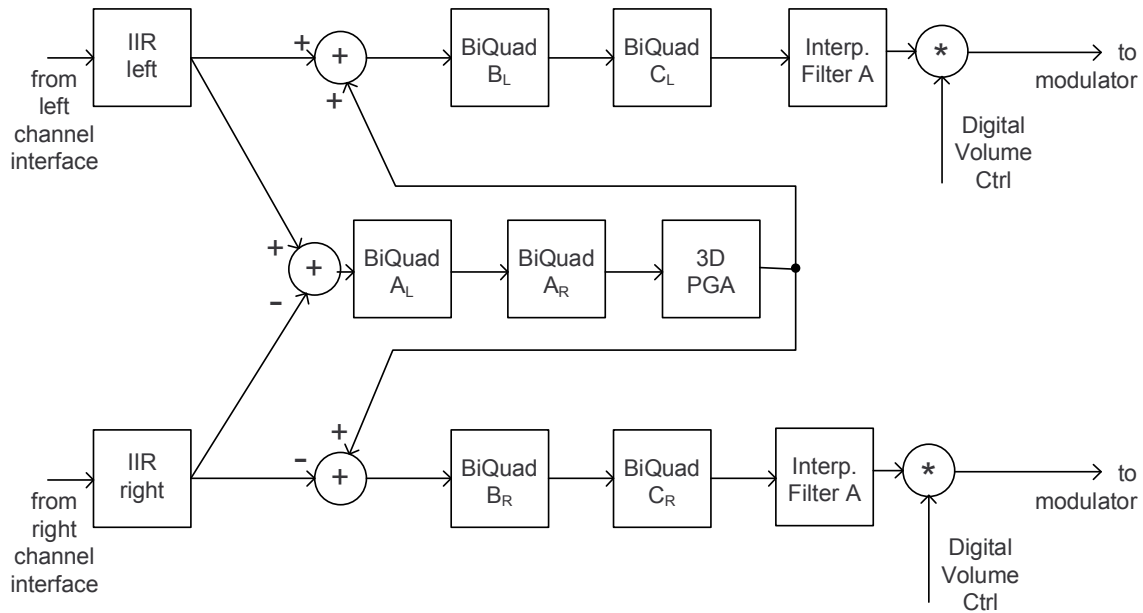 IIR
left
from
left
channel
interface
+
+
+
BiQuad
BL
BiQuad
CL
Interp.
Filter A
*
to
modulator
Digital
Volume
Ctrl
+
-
+
BiQuad
AL
BiQuad
AR
3D
PGA
IIR
right
from
right
channel
interface
+
-
+
BiQuad
BR
BiQuad
CR
Interp.
Filter A
*
to
modulator
Digital
Volume
Ctrl